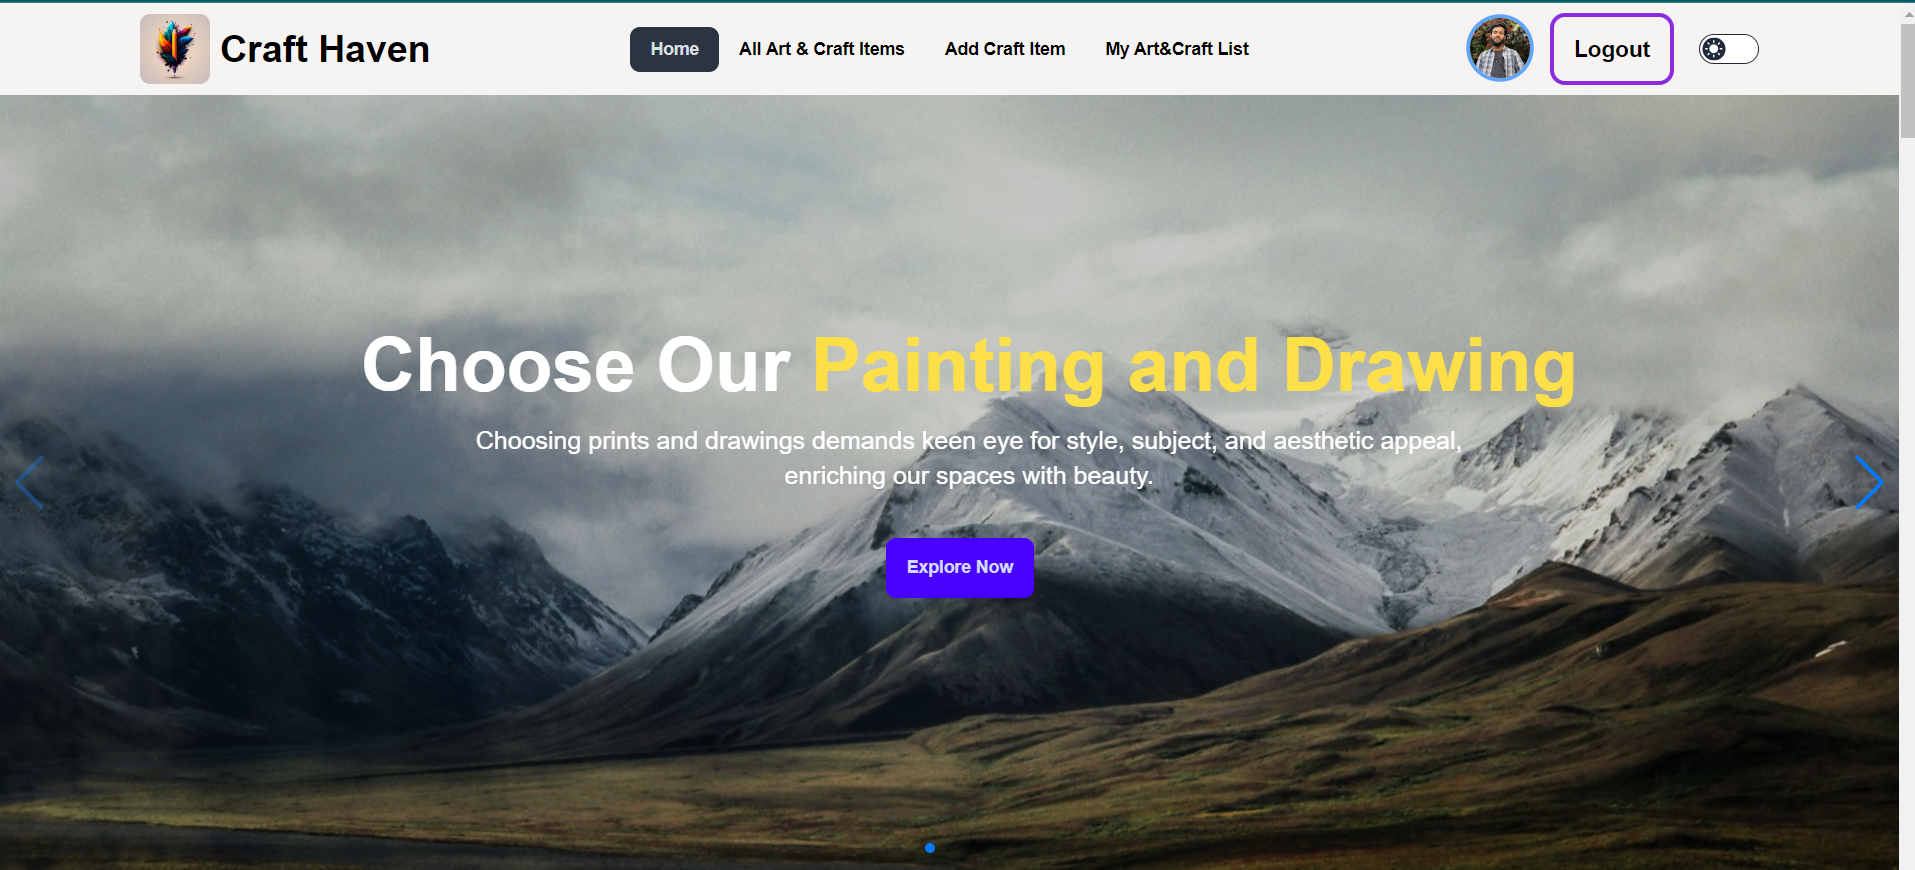 Craft Haven
Home
All Art & Craft Items
Add Craft Item
My Art&Craft List
Logout
Choose Our Painting and Drawing
Choosing prints and drawings demands keen eye for style, subject, and aesthetic appeal,
enriching our spaces with beauty.
Explore Now